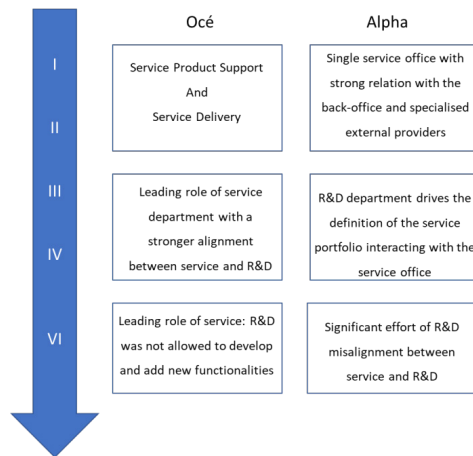 Océ
Alpha
I
II
III
IV
VI
Service Product Support
And
Service Delivery
Single service office with
strong relation with the
back-office and specialised
external providers
Leading role of service
department with a
stronger alignment
between service and R&D
R&D department drives the
definition of the service
portfolio interacting with the
service office
Leading role of service: R&D
was not allowed to develop
and add new functionalities
Significant effort of R&D
misalignment between
service and R&D